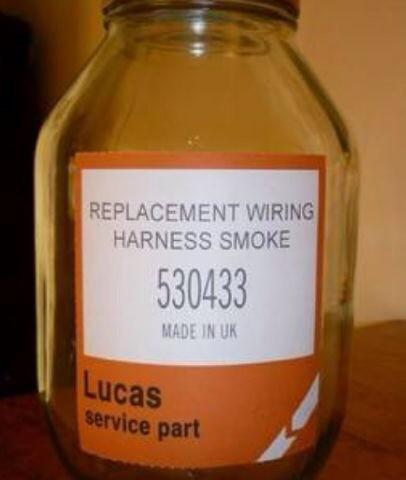 REPLACEMENT WIRING
HARNESS SMOKE
530433
MADE IN UK
Lucas
service part